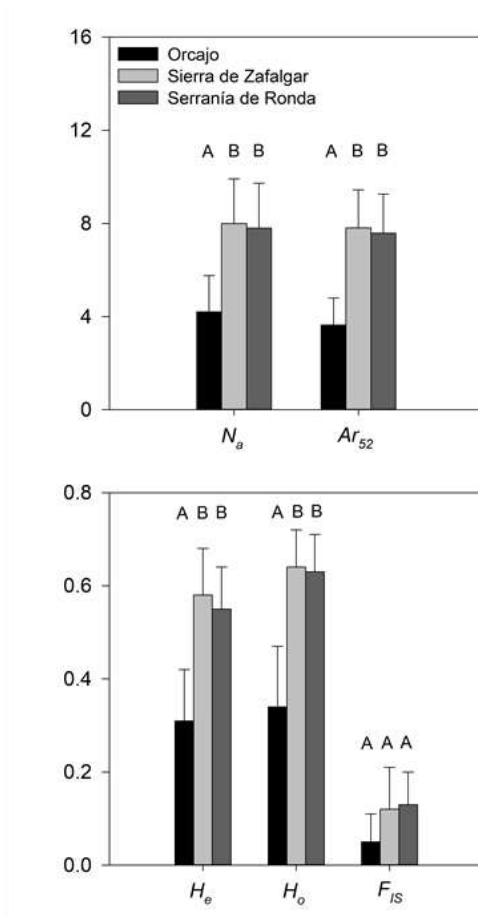 16
Orcajo
Sierra de Zafalgar
Serranía de Ronda
12
A B B A B B
8
4
0
Na Ar52
0.8
A B B A B B
0.6
0.4
A A A
0.2
0.0
He Ho FIS